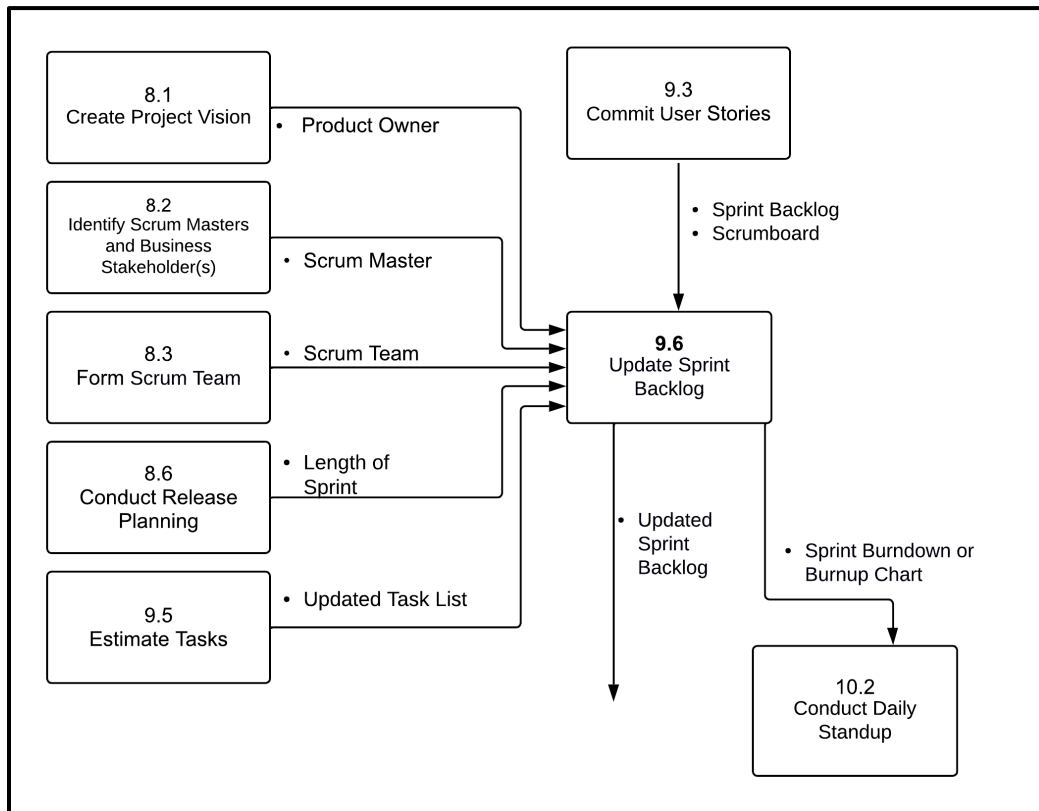 8.1
Create Project Vision
• Product Owner
8.2
Identify Scrum Masters
and Business
Stakeholder(s)
• Scrum Master
8.3
Form Scrum Team
• Scrum Team
8.6
Conduct Release
Planning
• Length of
Sprint
9.5
Estimate Tasks
• Updated Task List
9.3
Commit User Stories
• Sprint Backlog
• Scrumboard
9.6
Update Sprint
Backlog
• Updated
Sprint
Backlog
• Sprint Burndown or
Burnup Chart
10.2
Conduct Daily
Standup